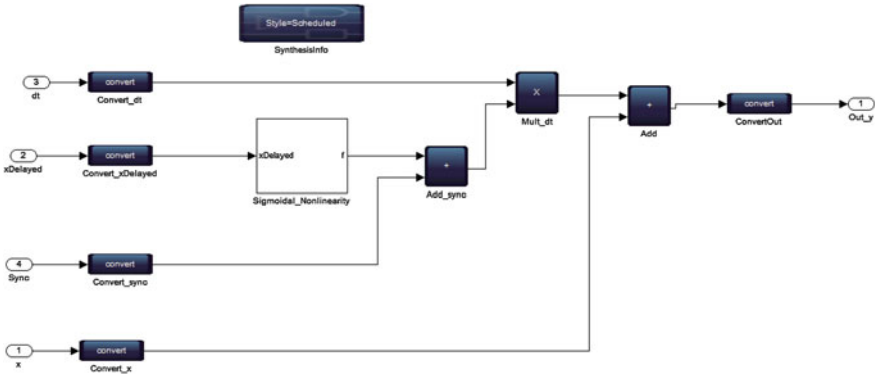 Style=Scheduled
SynthesisInfo
3
dt
convert
Convert_dt
X
Mult_dt
+
Add
convert
ConvertOut
1
Out_y
2
xDelayed
convert
Convert_xDelayed
xDelayed
f
Sigmoidal_Nonlinearity
+
Add_sync
4
Sync
convert
Convert_sync
1
x
convert
Convert_x